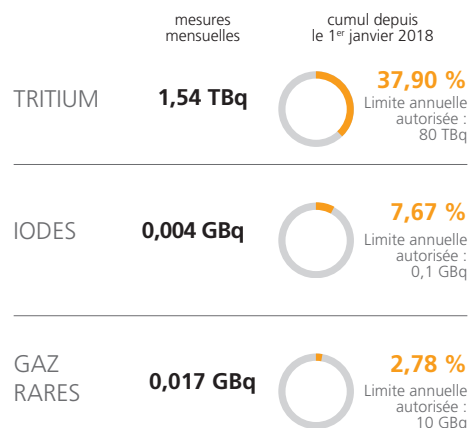 mesures
mensuelles
cumul depuis
le 1er janvier 2018
TRITIUM
1,54 TBq
37,90 %
Limite annuelle
autorisée :
80 TBq
IODES
0,004 GBq
7,67 %
Limite annuelle
autorisée :
0,1 GBq
GAZ
RARES
0,017 GBq
2,78 %
Limite annuelle
autorisée :
10 GBq